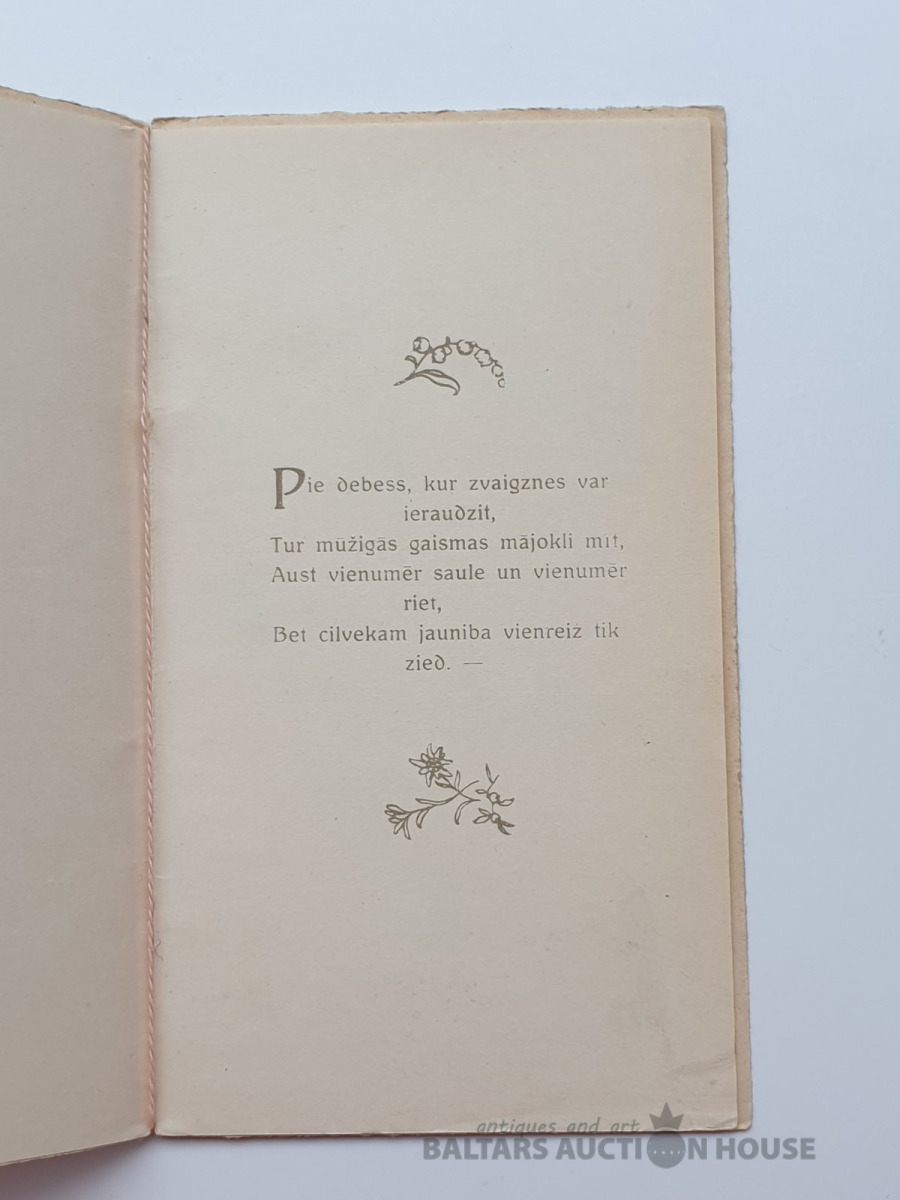 Pie debess, kur zvaigznes var
ieraudzit,
Tur mūžigās gaismas mājokli mit,
Aust vienumēr saule un vienumēr
riet,
Bet cilvekam jauniba vienreiz tik
zied. —
antiques and art
BALTARS AUCTION HOUSE